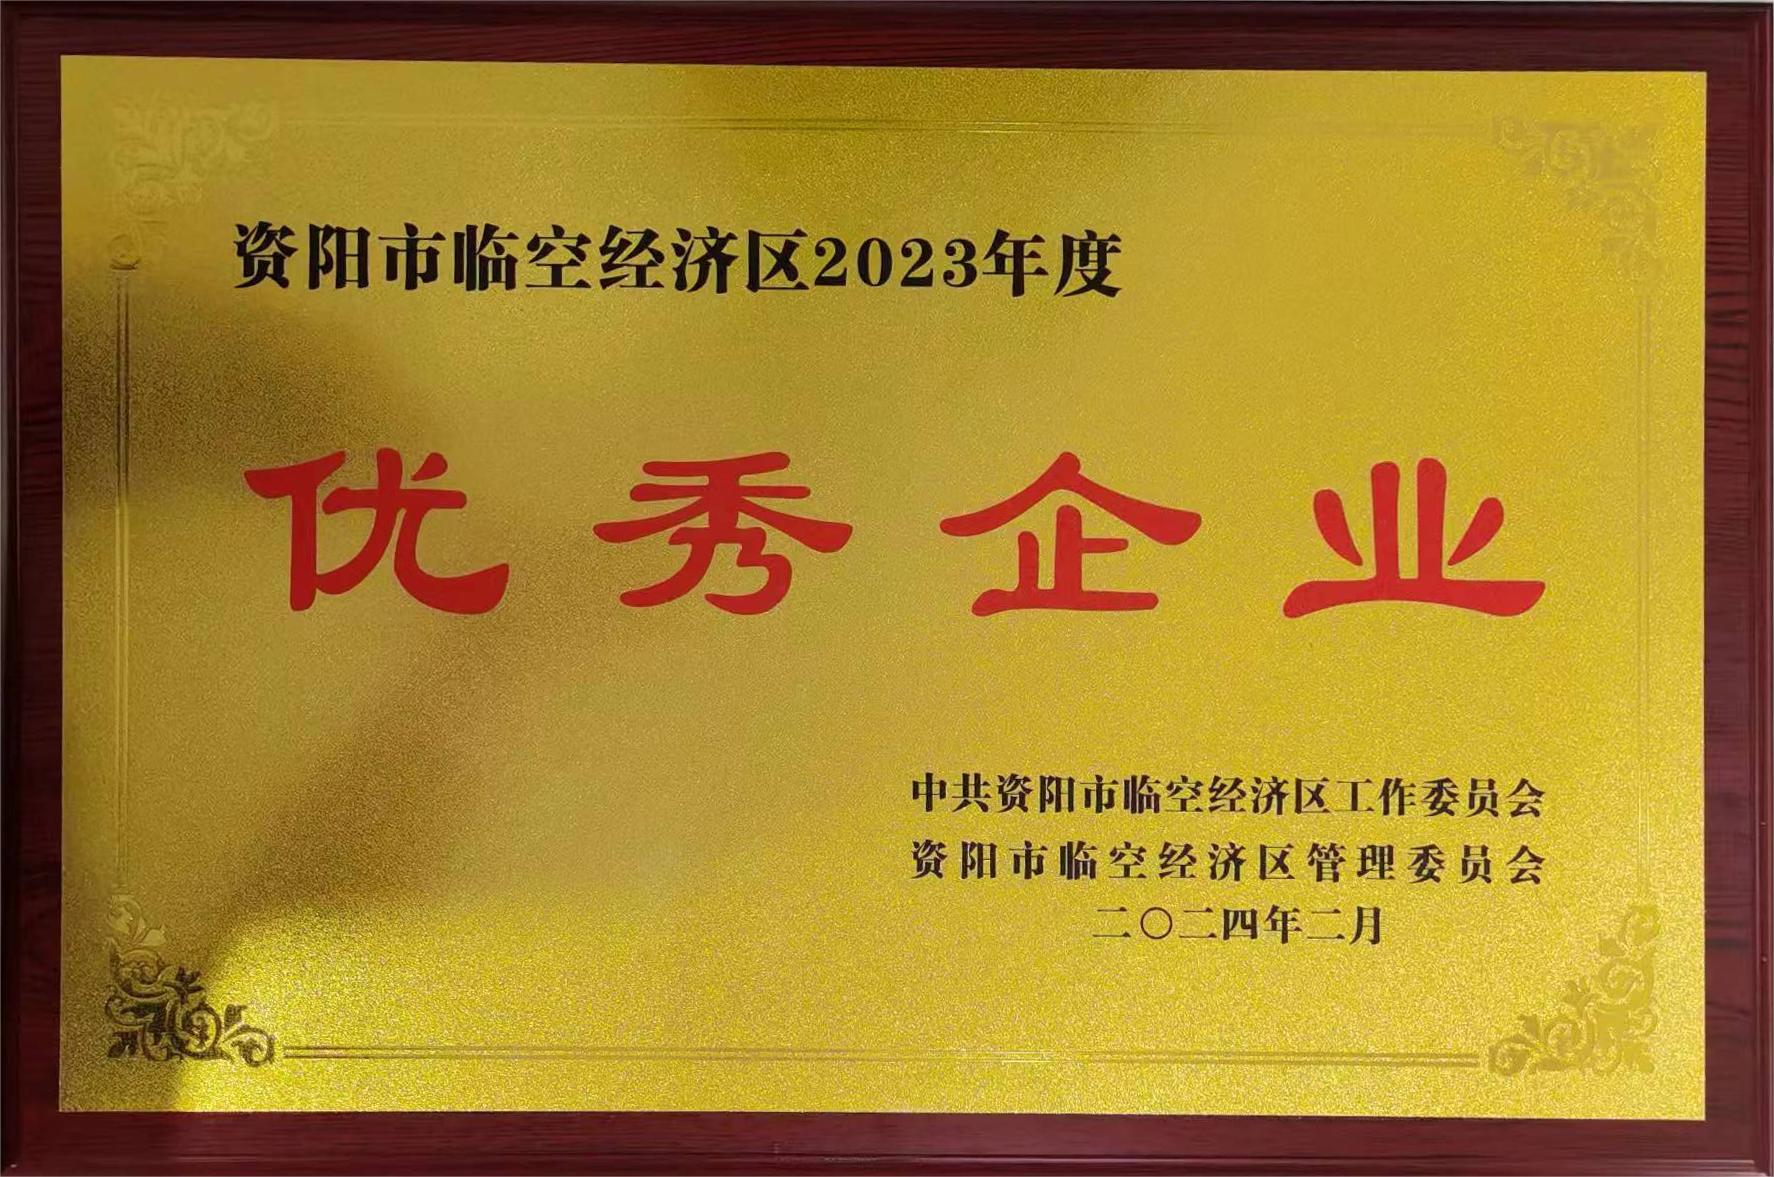 资阳市临空经济区2023年度
优秀企业
中共资阳市临空经济区工作委员会
资阳市临空经济区管理委员会
二〇二四年二月